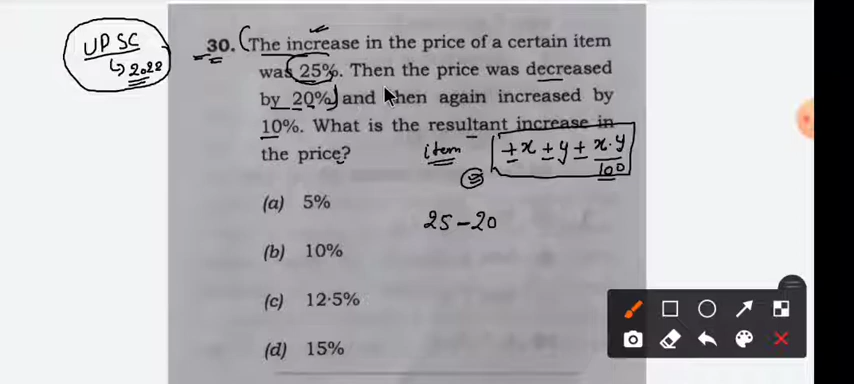 UPSC
↳ 2022
30. The increase in the price of a certain item
was 25%. Then the price was decreased
by 20% and then again increased by
10%. What is the resultant increase in
the price?
item
± x ± y ± x·y
100
25 - 20
(a) 5%
(b) 10%
(c) 12·5%
(d) 15%